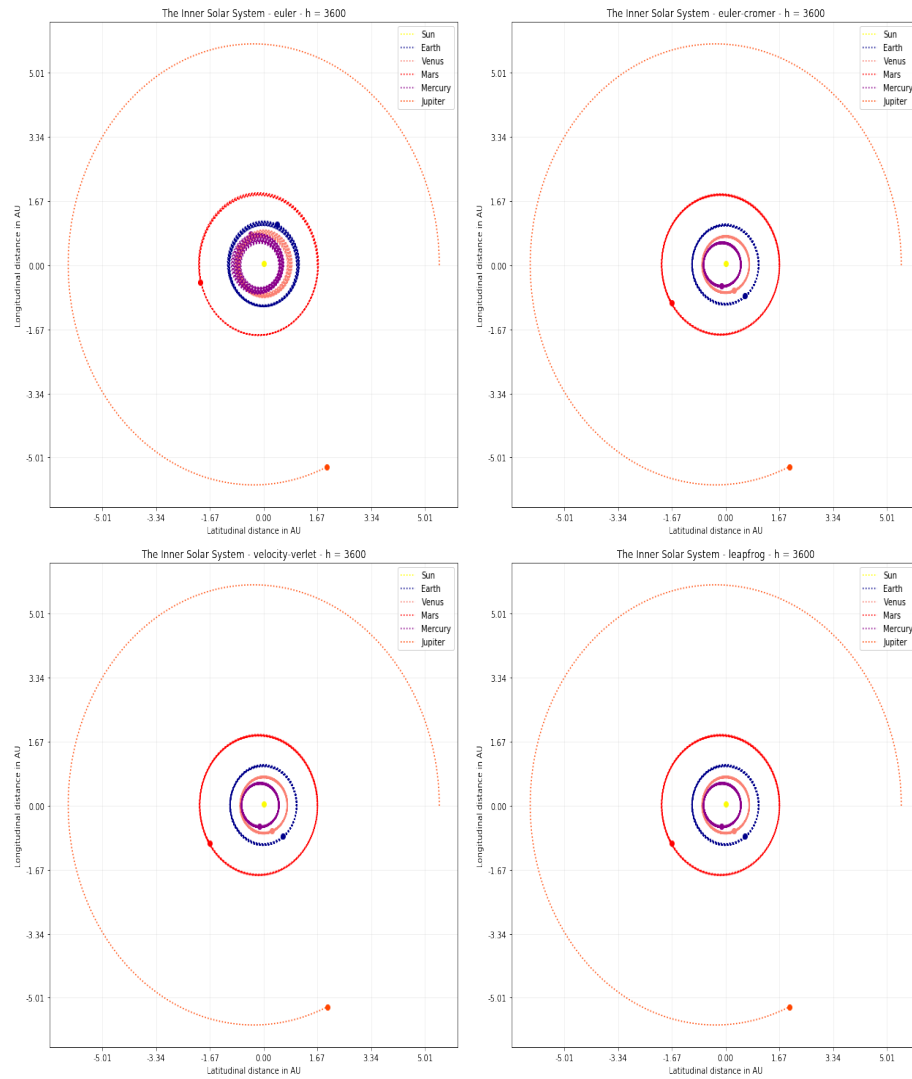 The Inner Solar System - euler - h = 3600
Sun
Earth
Venus
Mars
Mercury
Jupiter
5.01
3.34
1.67
0.00
-1.67
-3.34
-5.01
Longitudinal distance in AU
-5.01 -3.34 -1.67 0.00 1.67 3.34 5.01
Latitudinal distance in AU
The Inner Solar System - euler-cromer - h = 3600
Sun
Earth
Venus
Mars
Mercury
Jupiter
5.01
3.34
1.67
0.00
-1.67
-3.34
-5.01
Longitudinal distance in AU
-5.01 -3.34 -1.67 0.00 1.67 3.34 5.01
Latitudinal distance in AU
The Inner Solar System - velocity-verlet - h = 3600
Sun
Earth
Venus
Mars
Mercury
Jupiter
5.01
3.34
1.67
0.00
-1.67
-3.34
-5.01
Longitudinal distance in AU
-5.01 -3.34 -1.67 0.00 1.67 3.34 5.01
Latitudinal distance in AU
The Inner Solar System - leapfrog - h = 3600
Sun
Earth
Venus
Mars
Mercury
Jupiter
5.01
3.34
1.67
0.00
-1.67
-3.34
-5.01
Longitudinal distance in AU
-5.01 -3.34 -1.67 0.00 1.67 3.34 5.01
Latitudinal distance in AU